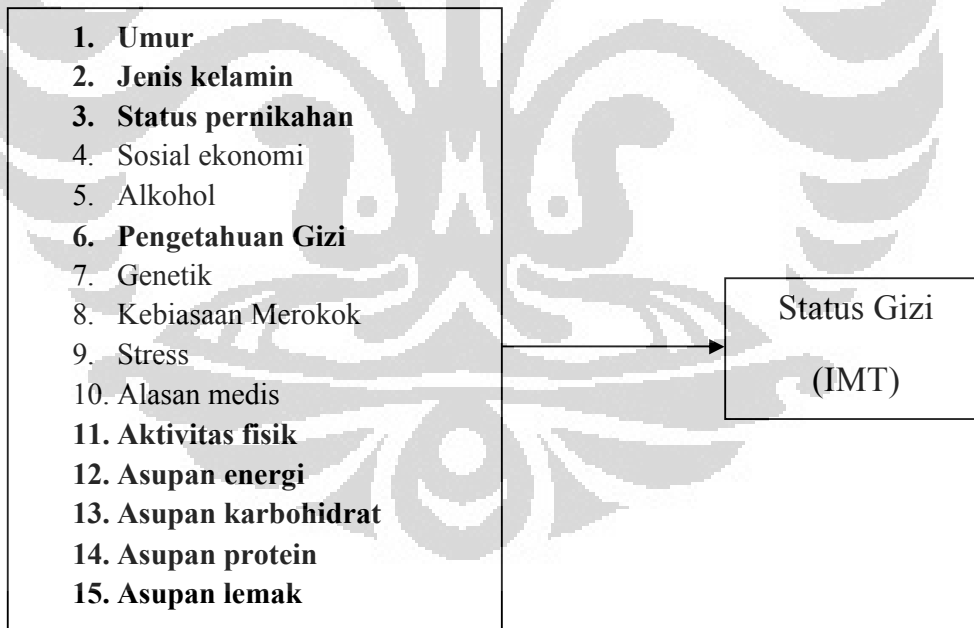 1. Umur
2. Jenis kelamin
3. Status pernikahan
4. Sosial ekonomi
5. Alkohol
6. Pengetahuan Gizi
7. Genetik
8. Kebiasaan Merokok
9. Stress
10. Alasan medis
11. Aktivitas fisik
12. Asupan energi
13. Asupan karbohidrat
14. Asupan protein
15. Asupan lemak
Status Gizi
(IMT)